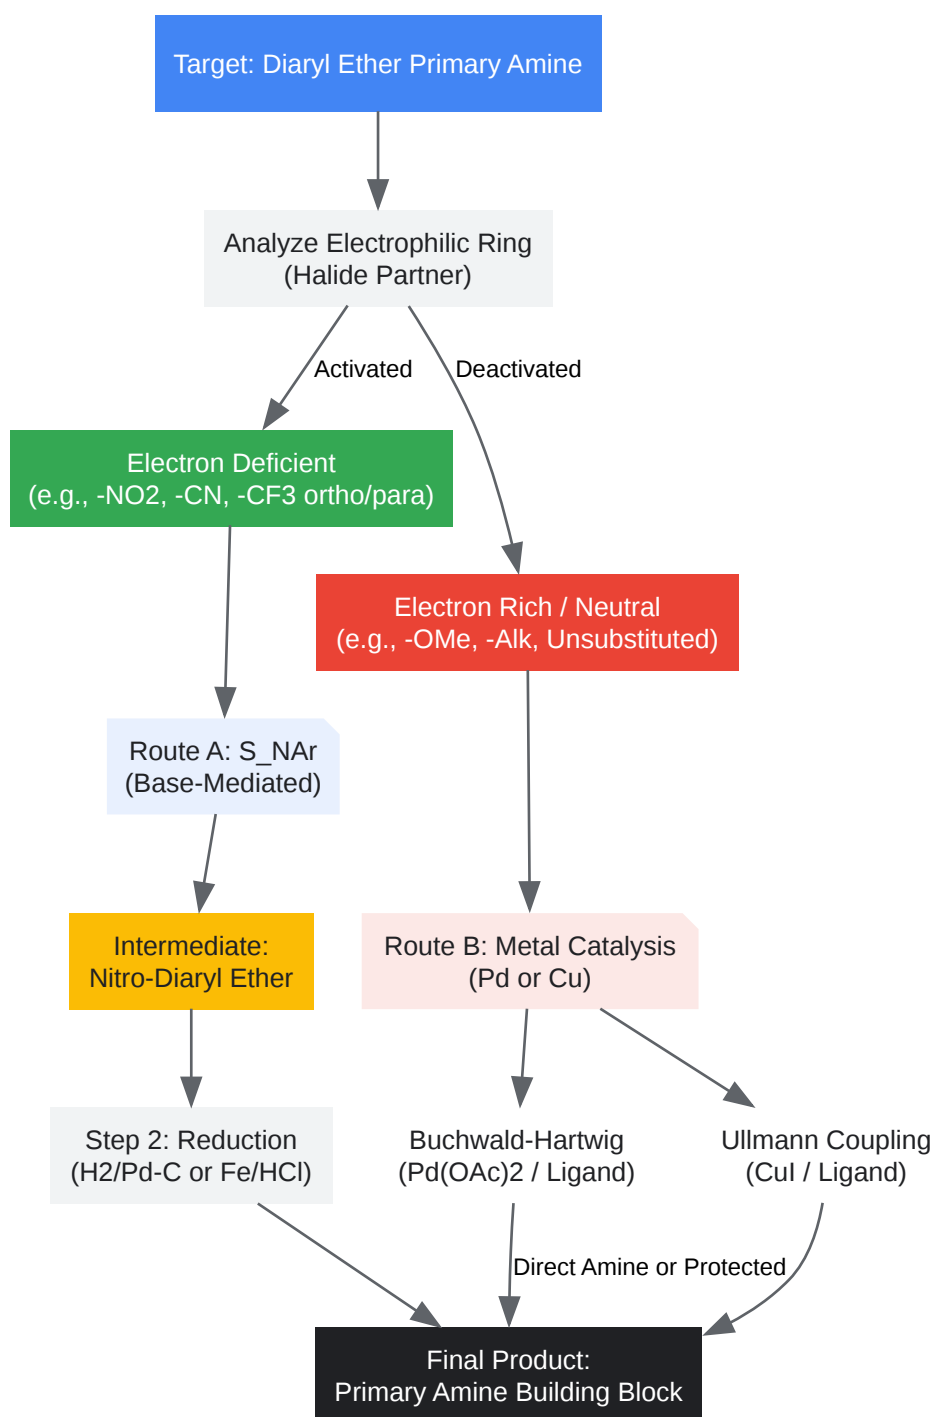 Target: Diaryl Ether Primary Amine
Analyze Electrophilic Ring
(Halide Partner)
Activated
Deactivated
Electron Deficient
(e.g., -NO2, -CN, -CF3 ortho/para)
Electron Rich / Neutral
(e.g., -OMe, -Alk, Unsubstituted)
Route A: S_NAr
(Base-Mediated)
Intermediate:
Nitro-Diaryl Ether
Route B: Metal Catalysis
(Pd or Cu)
Step 2: Reduction
(H2/Pd-C or Fe/HCl)
Buchwald-Hartwig
(Pd(OAc)2 / Ligand)
Ullmann Coupling
(CuI / Ligand)
Direct Amine or Protected
Final Product:
Primary Amine Building Block